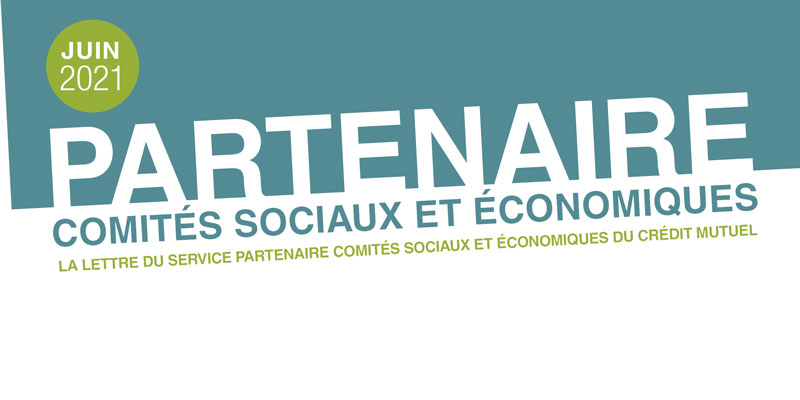 JUIN
2021
PARTENAIRE
COMITÉS SOCIAUX ET ÉCONOMIQUES
LA LETTRE DU SERVICE PARTENAIRE COMITÉS SOCIAUX ET ÉCONOMIQUES DU CRÉDIT MUTUEL